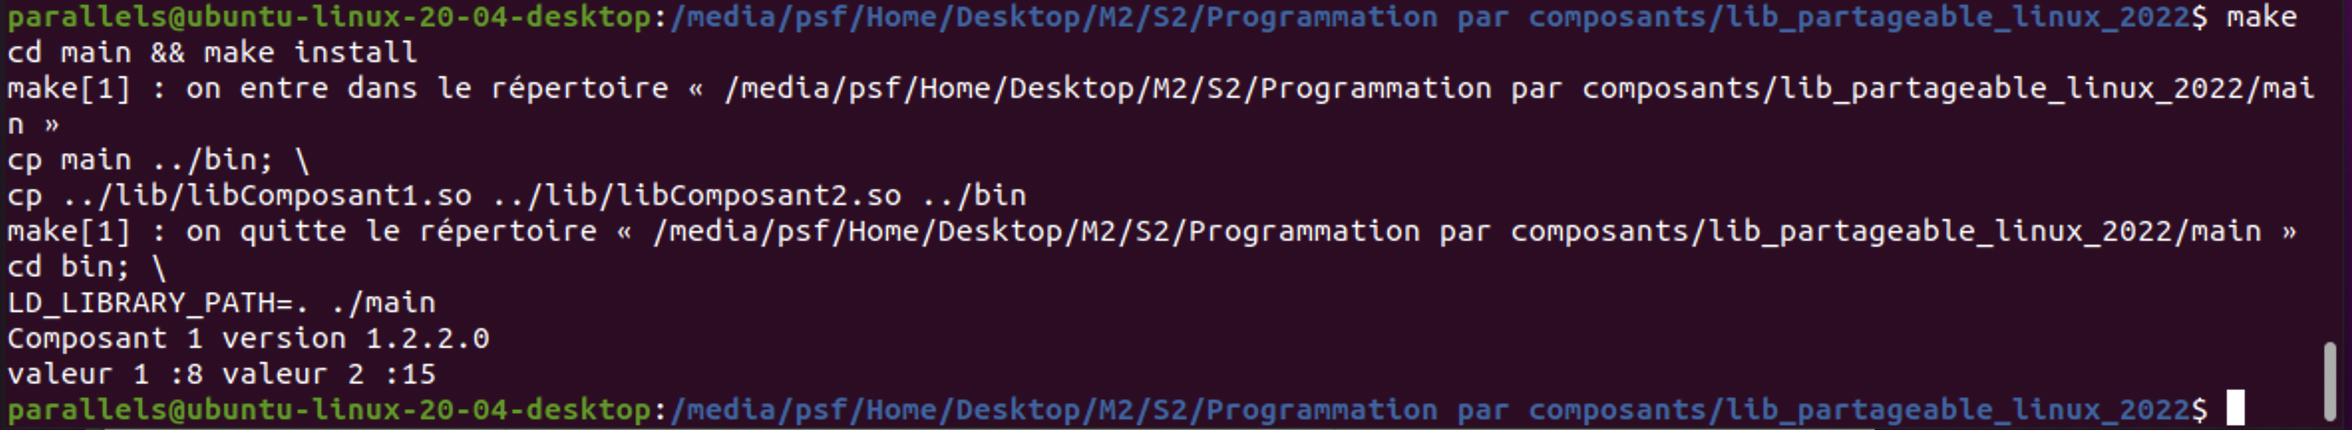 parallels@ubuntu-linux-20-04-desktop:/media/psf/Home/Desktop/M2/S2/Programmation par composants/lib_partageable_linux_2022$ make
cd main && make install
make[1] : on entre dans le répertoire « /media/psf/Home/Desktop/M2/S2/Programmation par composants/lib_partageable_linux_2022/mai
n »
cp main ../bin; \
cp ../lib/libComposant1.so ../lib/libComposant2.so ../bin
make[1] : on quitte le répertoire « /media/psf/Home/Desktop/M2/S2/Programmation par composants/lib_partageable_linux_2022/main »
cd bin; \
LD_LIBRARY_PATH=. ./main
Composant 1 version 1.2.2.0
valeur 1 :8 valeur 2 :15
parallels@ubuntu-linux-20-04-desktop:/media/psf/Home/Desktop/M2/S2/Programmation par composants/lib_partageable_linux_2022$